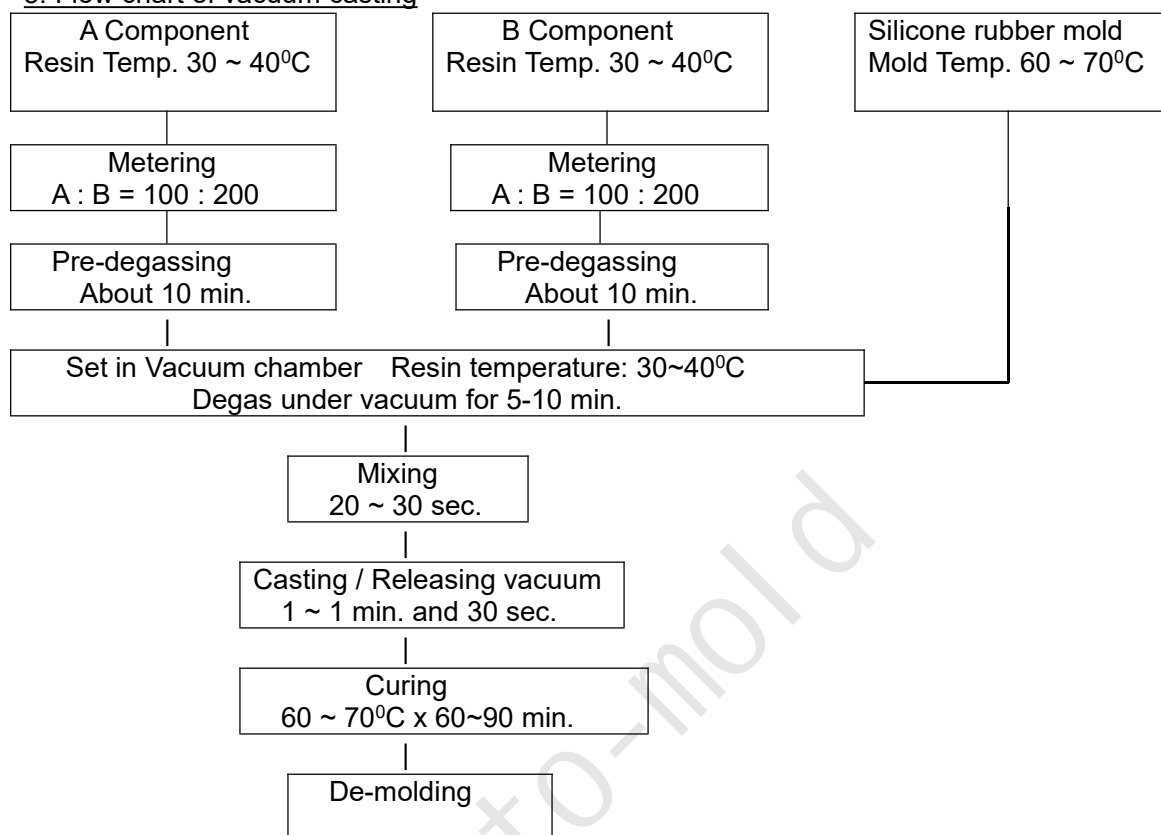 A Component
Resin Temp. 30 ~ 40⁰C
B Component
Resin Temp. 30 ~ 40⁰C
Silicone rubber mold
Mold Temp. 60 ~ 70⁰C
Metering
A : B = 100 : 200
Metering
A : B = 100 : 200
Pre-degassing
About 10 min.
Pre-degassing
About 10 min.
Set in Vacuum chamber Resin temperature: 30~40⁰C
Degas under vacuum for 5-10 min.
Mixing
20 ~ 30 sec.
Casting / Releasing vacuum
1 ~ 1 min. and 30 sec.
Curing
60 ~ 70⁰C x 60~90 min.
De-molding
to-mold